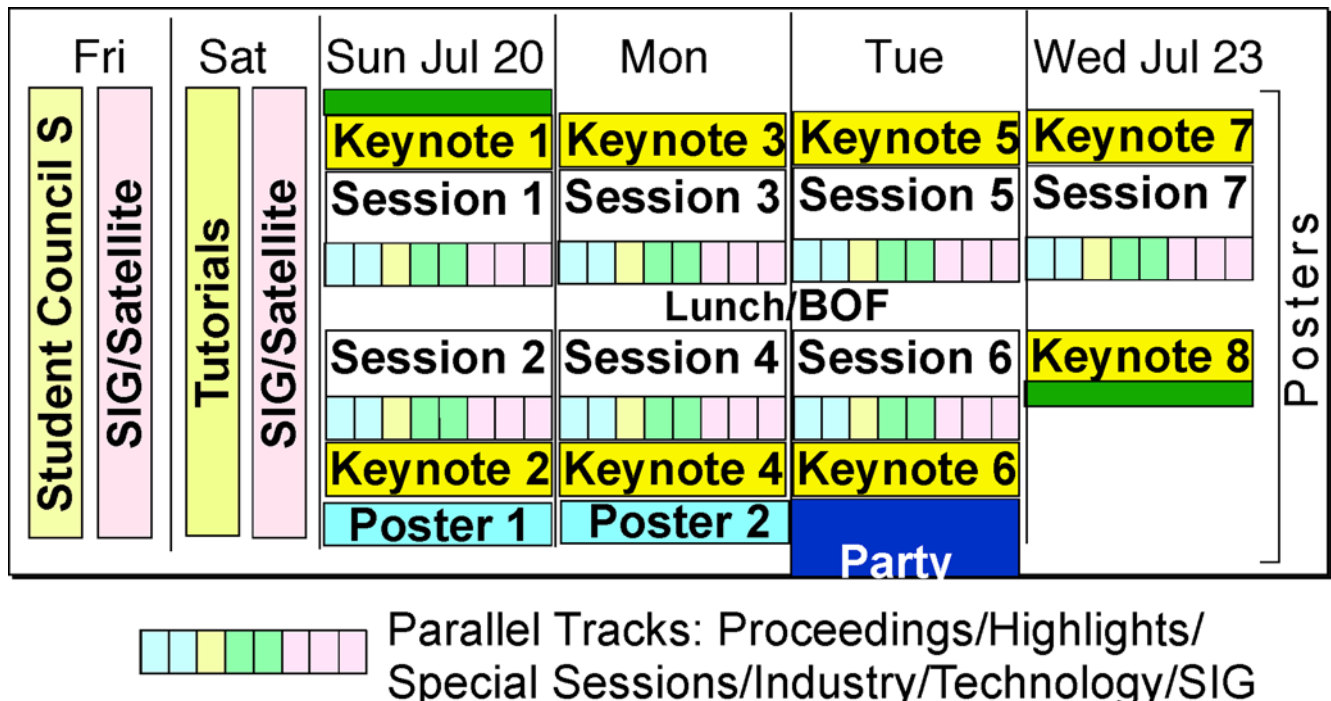 Fri
Sat
Sun Jul 20
Mon
Tue
Wed Jul 23
Student Council S
SIG/Satellite
Tutorials
SIG/Satellite
Keynote 1
Keynote 3
Keynote 5
Keynote 7
Session 1
Session 3
Session 5
Session 7
Lunch/BOF
Session 2
Session 4
Session 6
Keynote 8
Keynote 2
Keynote 4
Keynote 6
Poster 1
Poster 2
Party
Posters
Parallel Tracks: Proceedings/Highlights/
Special Sessions/Industry/Technology/SIG